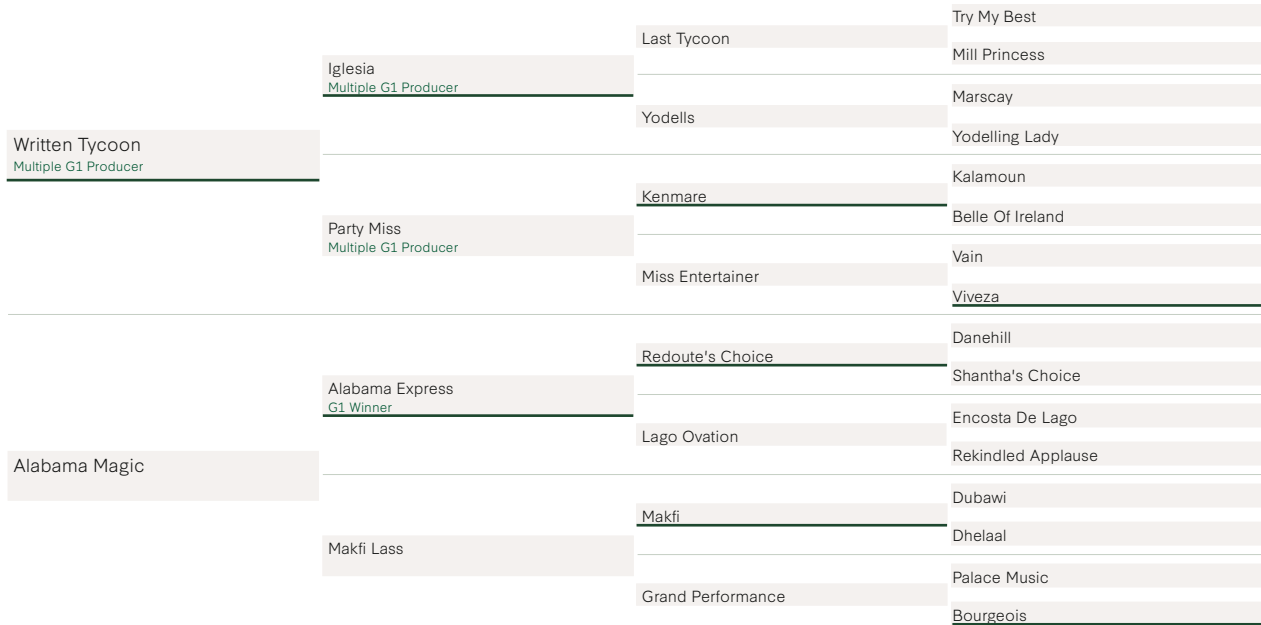 Written Tycoon
Multiple G1 Producer
Alabama Magic
Iglesia
Multiple G1 Producer
Party Miss
Multiple G1 Producer
Alabama Express
G1 Winner
Makfi Lass
Last Tycoon
Yodells
Kenmare
Miss Entertainer
Redoute's Choice
Lago Ovation
Makfi
Grand Performance
Try My Best
Mill Princess
Marscay
Yodelling Lady
Kalamoun
Belle Of Ireland
Vain
Viveza
Danehill
Shantha's Choice
Encosta De Lago
Rekindled Applause
Dubawi
Dhelaal
Palace Music
Bourgeois